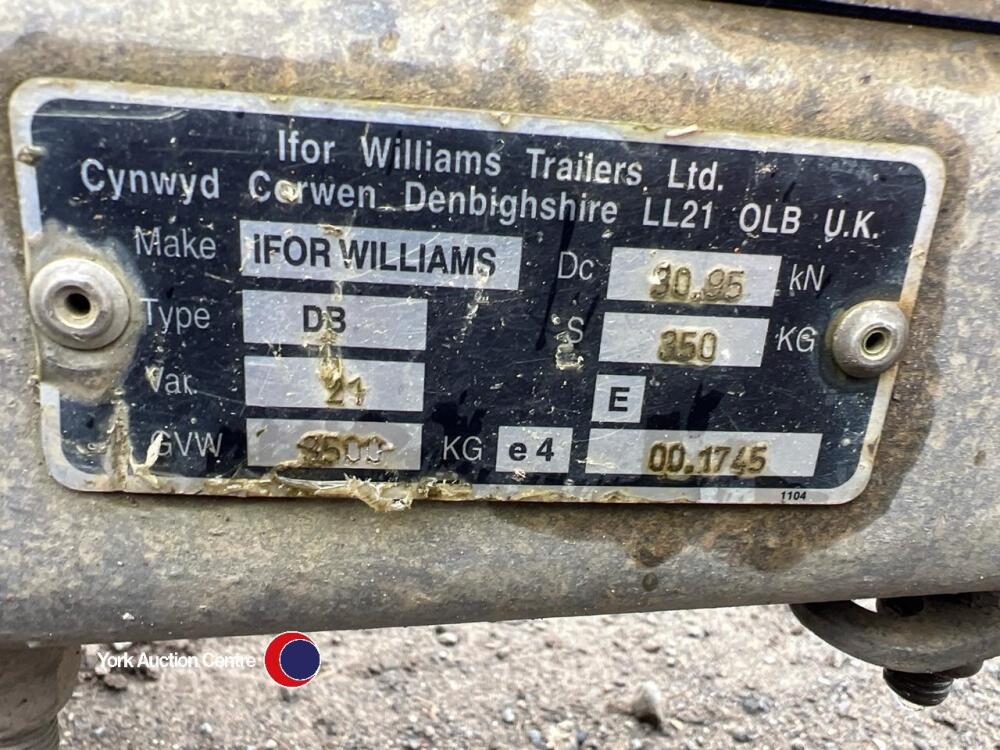 Ifor Williams Trailers Ltd.
Cynwyd Corwen Denbighshire LL21 OLB U.K.
Make IFOR WILLIAMS Dc 30.95 kN
Type DB S 350 KG
Var. 21 E
GVW 3500 KG e4 00.1745
1104
York Auction Centre